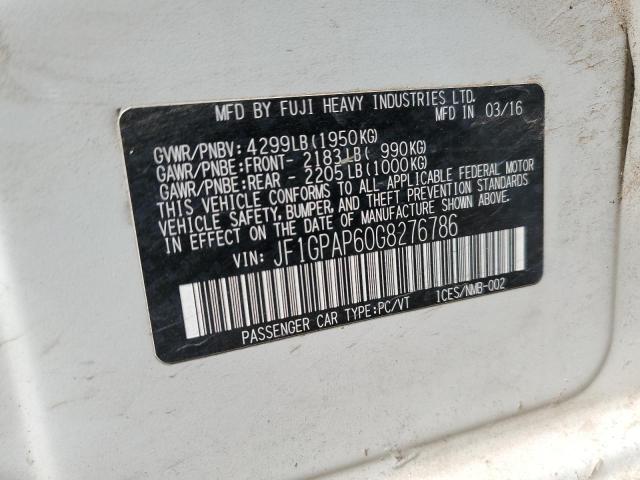 MFD BY FUJI HEAVY INDUSTRIES LTD.
MFD IN 03/16
GVWR/PNBV: 4299LB(1950KG)
GAWR/PNBE:FRONT- 2183LB( 990KG)
GAWR/PNBE:REAR - 2205LB(1000KG)
THIS VEHICLE CONFORMS TO ALL APPLICABLE FEDERAL MOTOR
VEHICLE SAFETY, BUMPER, AND THEFT PREVENTION STANDARDS
IN EFFECT ON THE DATE OF MANUFACTURE SHOWN ABOVE.
VIN: JF1GPAP60G8276786
PASSENGER CAR TYPE:PC/VT 1CES/NMB-002